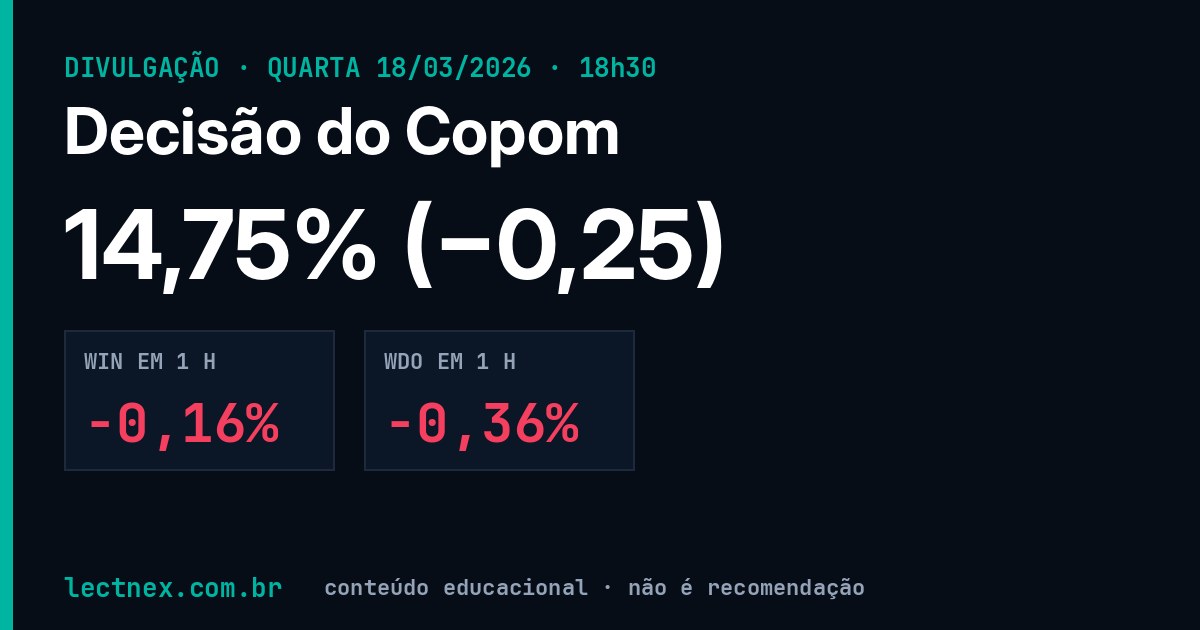 DIVULGAÇÃO · QUARTA 18/03/2026 · 18h30
Decisão do Copom
14,75% (−0,25)
WIN EM 1 H
WDO EM 1 H
-0,16%
-0,36%
lectnex.com.br
conteúdo educacional · não é recomendação